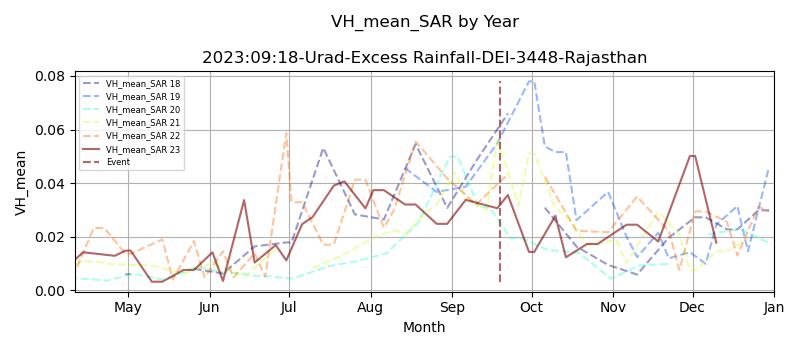 VH_mean_SAR by Year
2023:09:18-Urad-Excess Rainfall-DEI-3448-Rajasthan
VH_mean
0.08
0.06
0.04
0.02
0.00
VH_mean_SAR 18
VH_mean_SAR 19
VH_mean_SAR 20
VH_mean_SAR 21
VH_mean_SAR 22
VH_mean_SAR 23
Event
May Jun Jul Aug Sep Oct Nov Dec Jan
Month